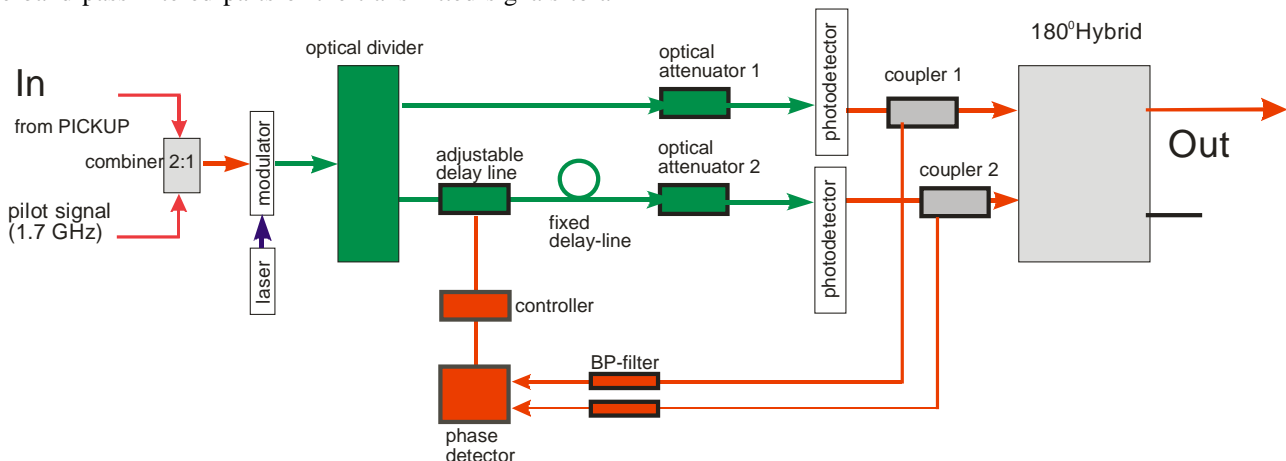 optical divider
optical
attenuator 1
photodetector
coupler 1
180⁰Hybrid
In
from PICKUP
combiner 2:1
modulator
adjustable
delay line
optical
attenuator 2
Out
coupler 2
pilot signal
(1.7 GHz)
fixed
delay-line
photodetector
laser
controller
BP-filter
phase
detector